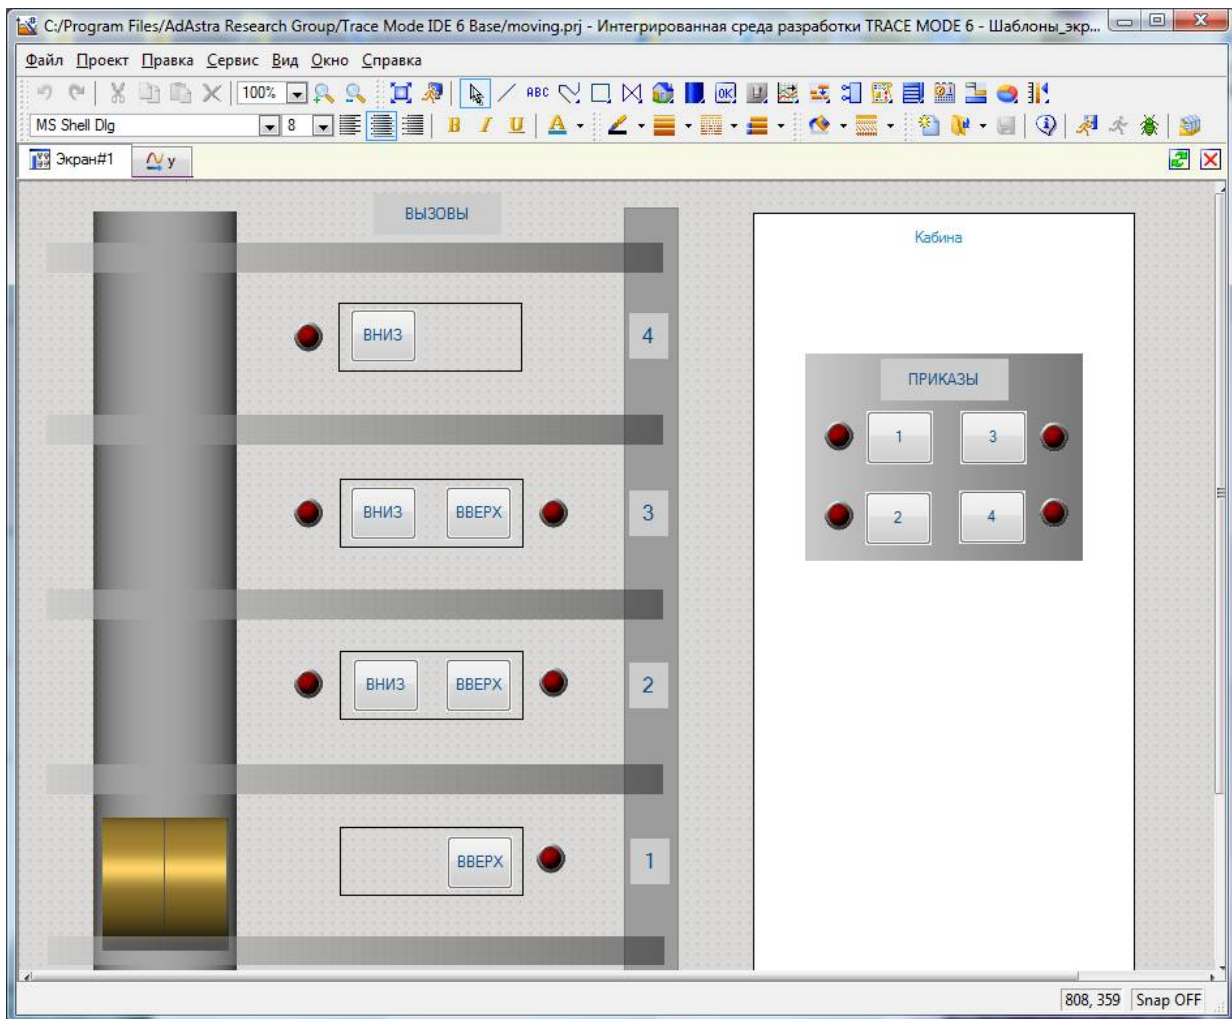 C:/Program Files/AdAstra Research Group/Trace Mode IDE 6 Base/moving.prj - Интегрированная среда разработки TRACE MODE 6 - Шаблоны_экр...
Файл Проект Правка Сервис Вид Окно Справка
100% ABC OK
MS Shell Dlg 8 B I U A
Экран#1 y
ВЫЗОВЫ
Кабина
ВНИЗ 4
ПРИКАЗЫ
1 3
2 4
ВНИЗ ВВЕРХ 3
ВНИЗ ВВЕРХ 2
ВВЕРХ 1
808, 359 Snap OFF